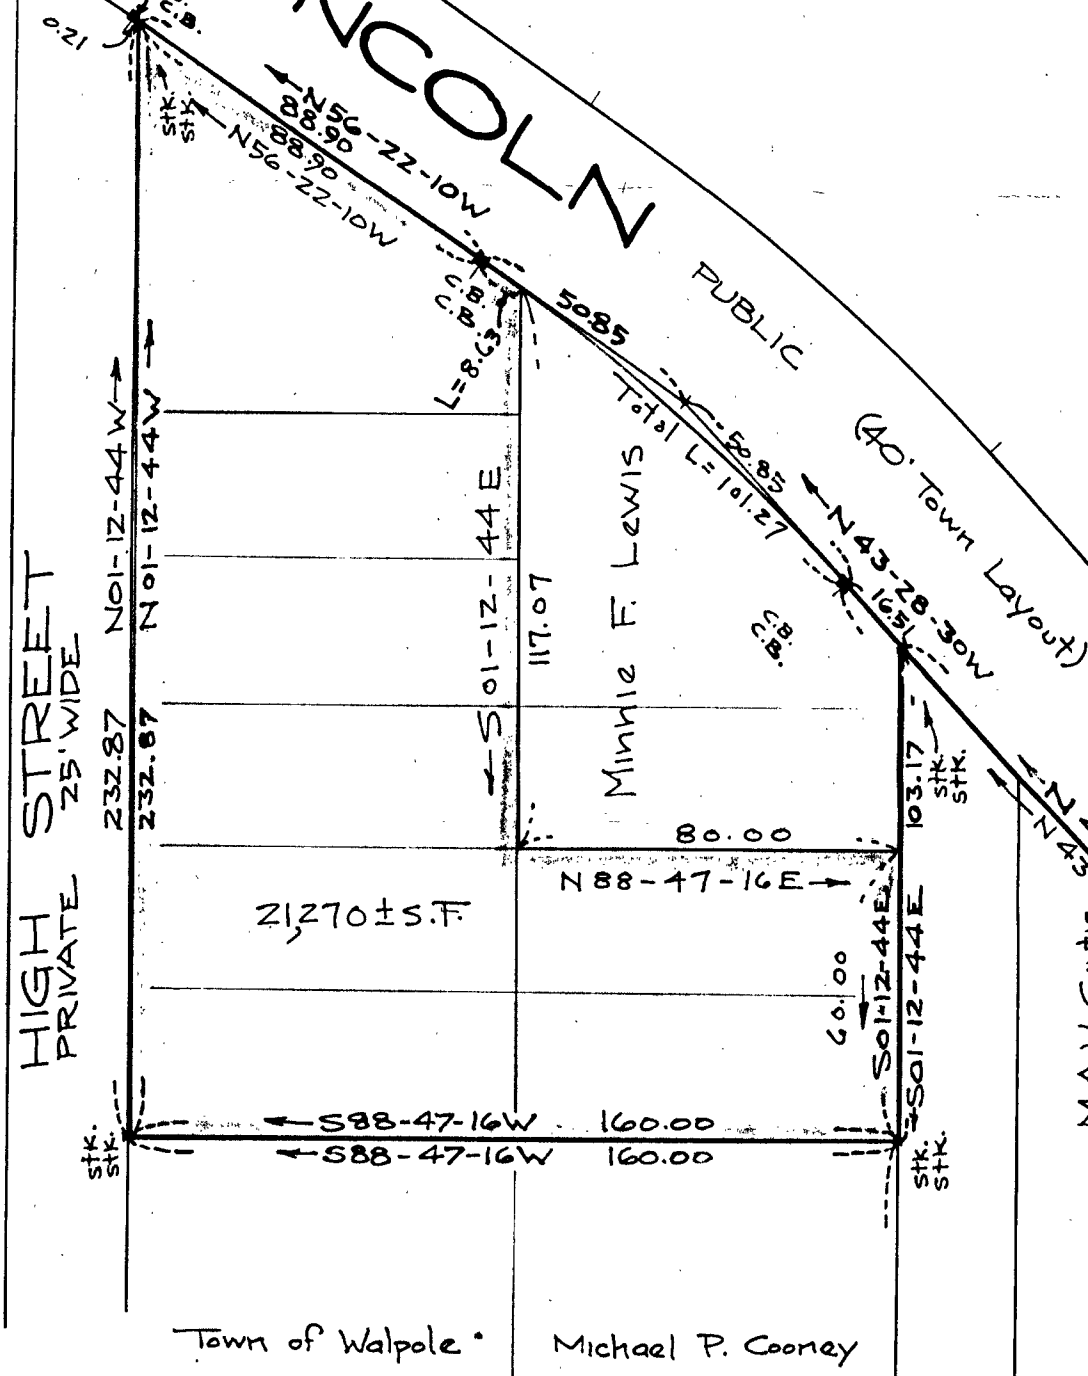 0.21
C.B.
NCOLN
stk.
stk.
N56-22-10W
88.90
88.90
N56-22-10W
PUBLIC
(40' Town Layout)
C.B.
C.B.
L=8.63
50.85
50.85
Total L=101.27
N43-28-30W
16.51
C.B.
C.B.
N01-12-44W
N01-12-44W
232.87
232.87
S01-12-44E
117.07
Minnie F. Lewis
HIGH STREET
PRIVATE 25' WIDE
103.17
stk.
stk.
N
N43
80.00
N88-47-16E
21,270±S.F.
60.00
S01-12-44E
S01-12-44E
S88-47-16W 160.00
S88-47-16W 160.00
stk.
stk.
stk.
stk.
Town of Walpole
Michael P. Cooney